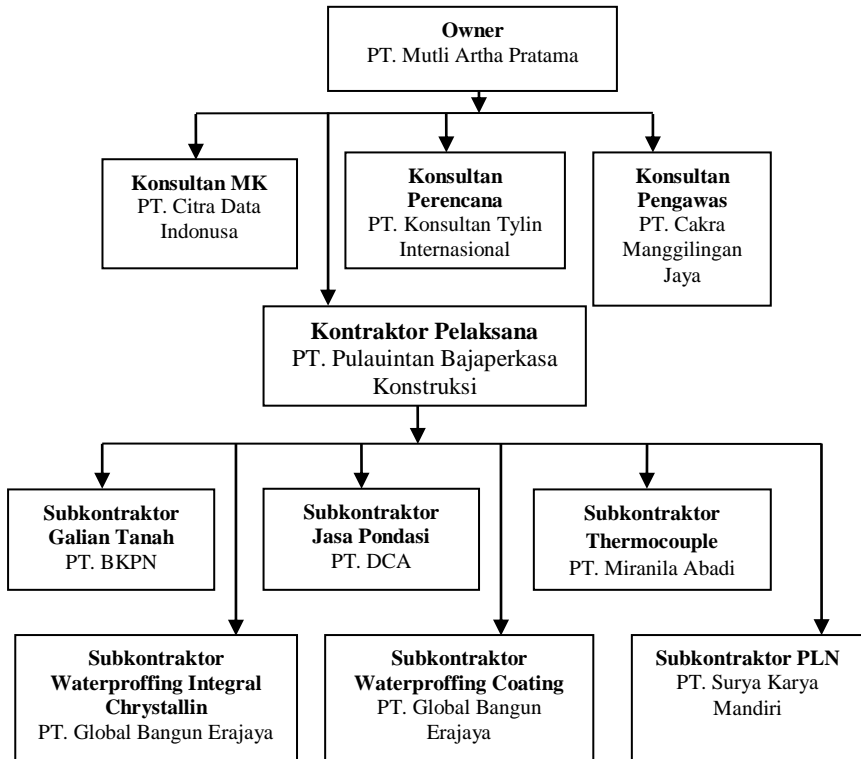 Owner
PT. Mutli Artha Pratama
Konsultan MK
PT. Citra Data
Indonusa
Konsultan
Perencana
PT. Konsultan Tylin
Internasional
Konsultan
Pengawas
PT. Cakra
Manggilingan
Jaya
Kontraktor Pelaksana
PT. Pulauintan Bajaperkasa
Konstruksi
Subkontraktor
Galian Tanah
PT. BKPN
Subkontraktor
Jasa Pondasi
PT. DCA
Subkontraktor
Thermocouple
PT. Miranila Abadi
Subkontraktor
Waterproffing Integral
Chrystallin
PT. Global Bangun Erajaya
Subkontraktor
Waterproffing Coating
PT. Global Bangun
Erajaya
Subkontraktor PLN
PT. Surya Karya
Mandiri